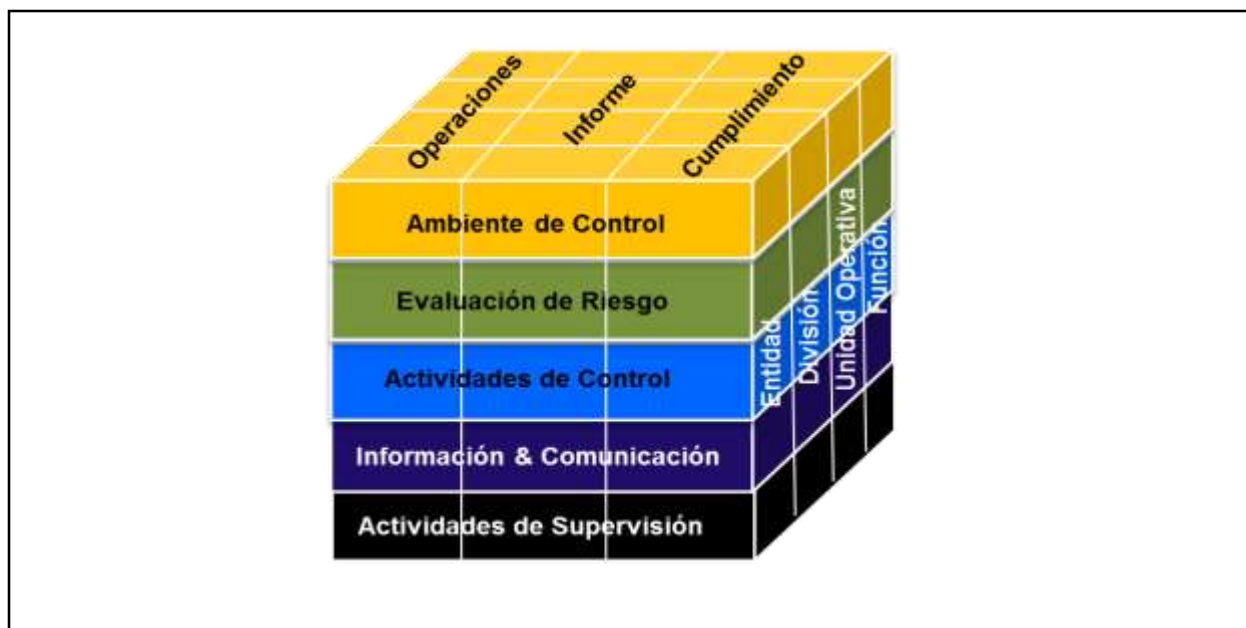 Operaciones
Informe
Cumplimiento
Ambiente de Control
Evaluación de Riesgo
Actividades de Control
Información & Comunicación
Actividades de Supervisión
Entidad
División
Unidad Operativa
Función